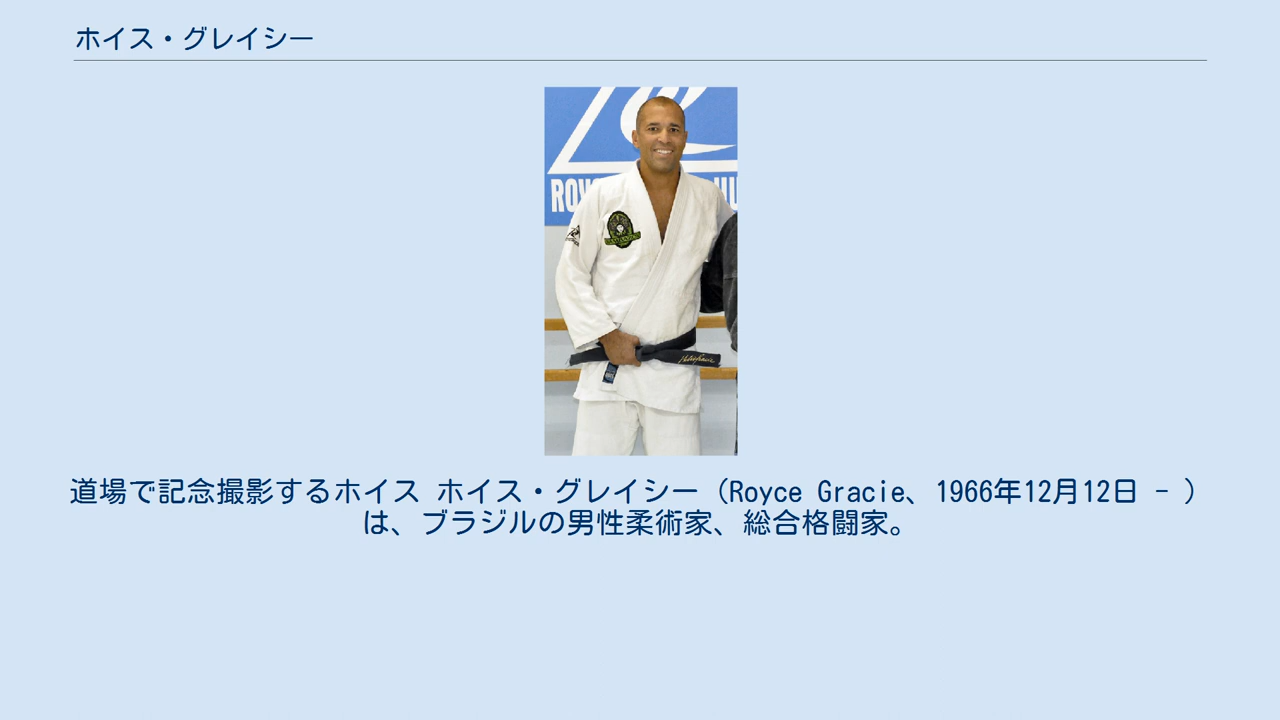 ホイス・グレイシー
ROY
道場で記念撮影するホイス ホイス・グレイシー（Royce Gracie、1966年12月12日 - ）
は、ブラジルの男性柔術家、総合格闘家。